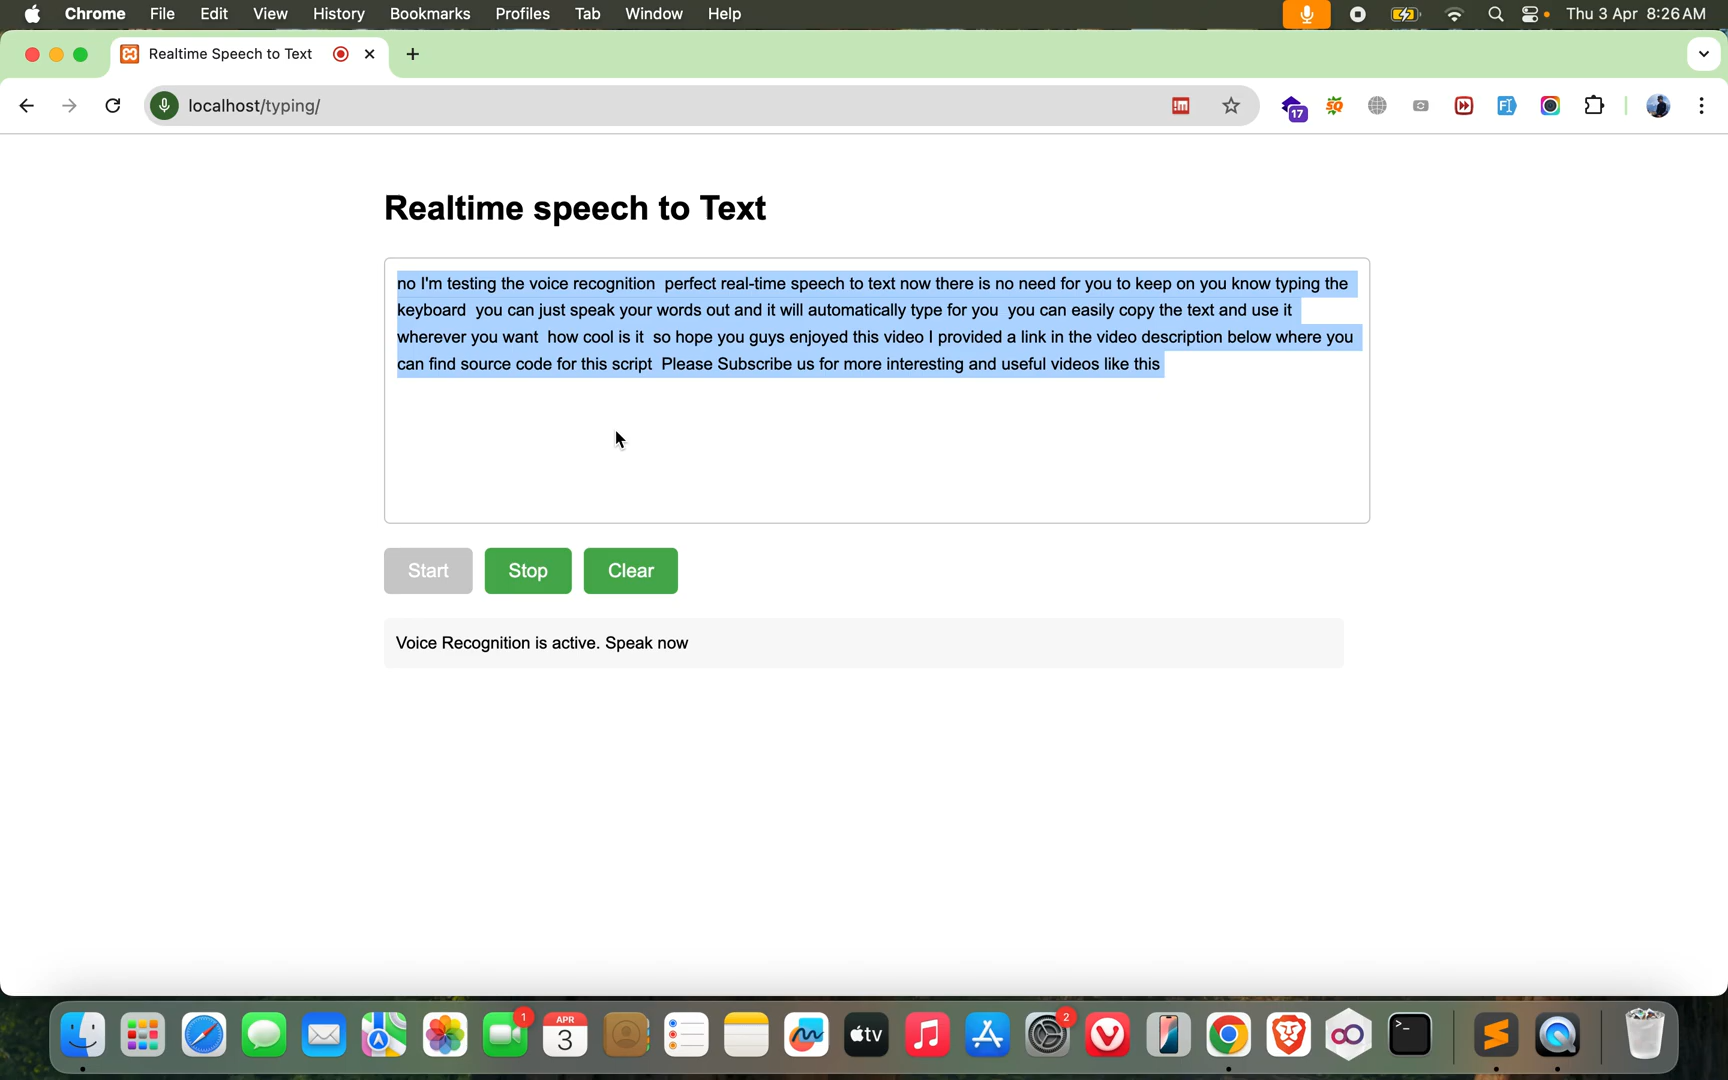 Chrome File Edit View History Bookmarks Profiles Tab Window Help Thu 3 Apr 8:26 AM
Realtime Speech to Text
localhost/typing/
17
Realtime speech to Text
no I'm testing the voice recognition  perfect real-time speech to text now there is no need for you to keep on you know typing the
keyboard  you can just speak your words out and it will automatically type for you  you can easily copy the text and use it
wherever you want  how cool is it  so hope you guys enjoyed this video I provided a link in the video description below where you
can find source code for this script  Please Subscribe us for more interesting and useful videos like this
Start Stop Clear
Voice Recognition is active. Speak now
1 APR 2
3 tv